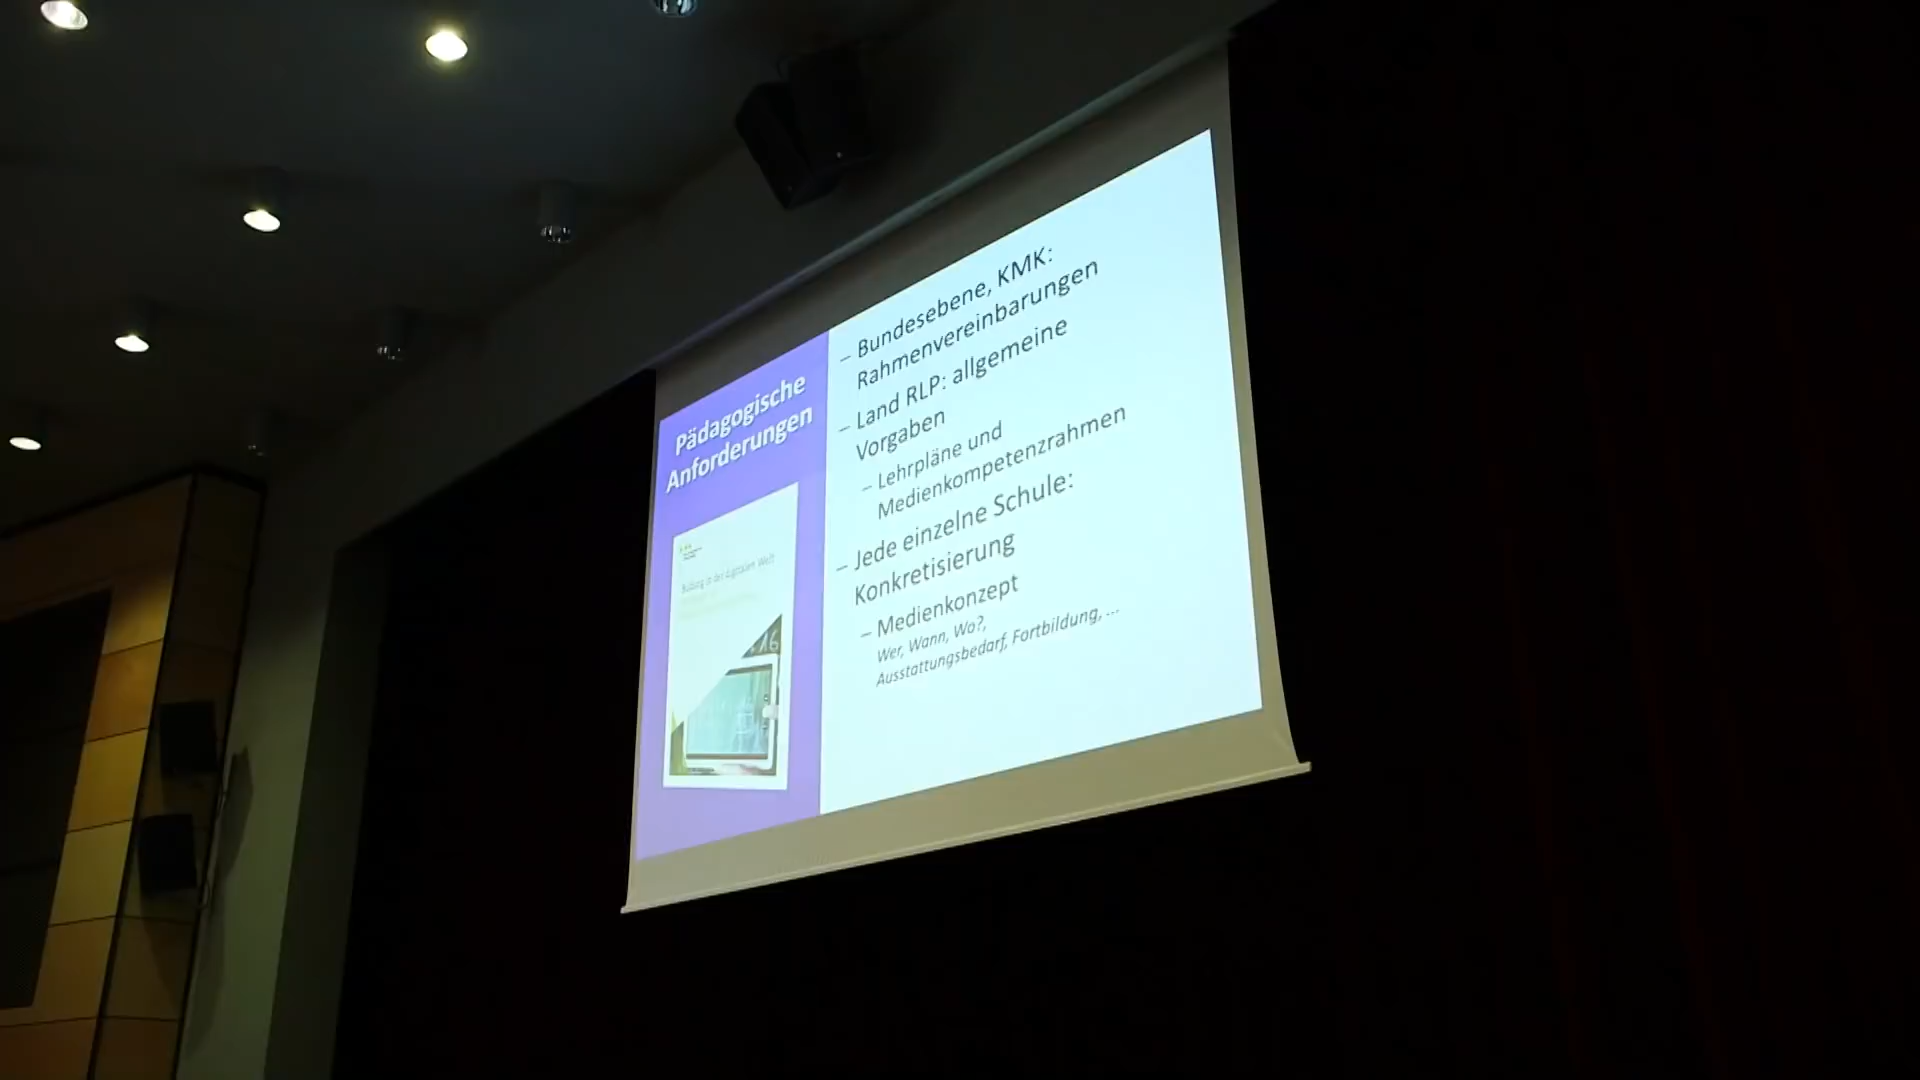 Pädagogische
Anforderungen
Bildung in der digitalen Welt
16
– Bundesebene, KMK:
Rahmenvereinbarungen
– Land RLP: allgemeine
Vorgaben
– Lehrpläne und
Medienkompetenzrahmen
– Jede einzelne Schule:
Konkretisierung
– Medienkonzept
Wer, Wann, Wo?,
Ausstattungsbedarf, Fortbildung, ...